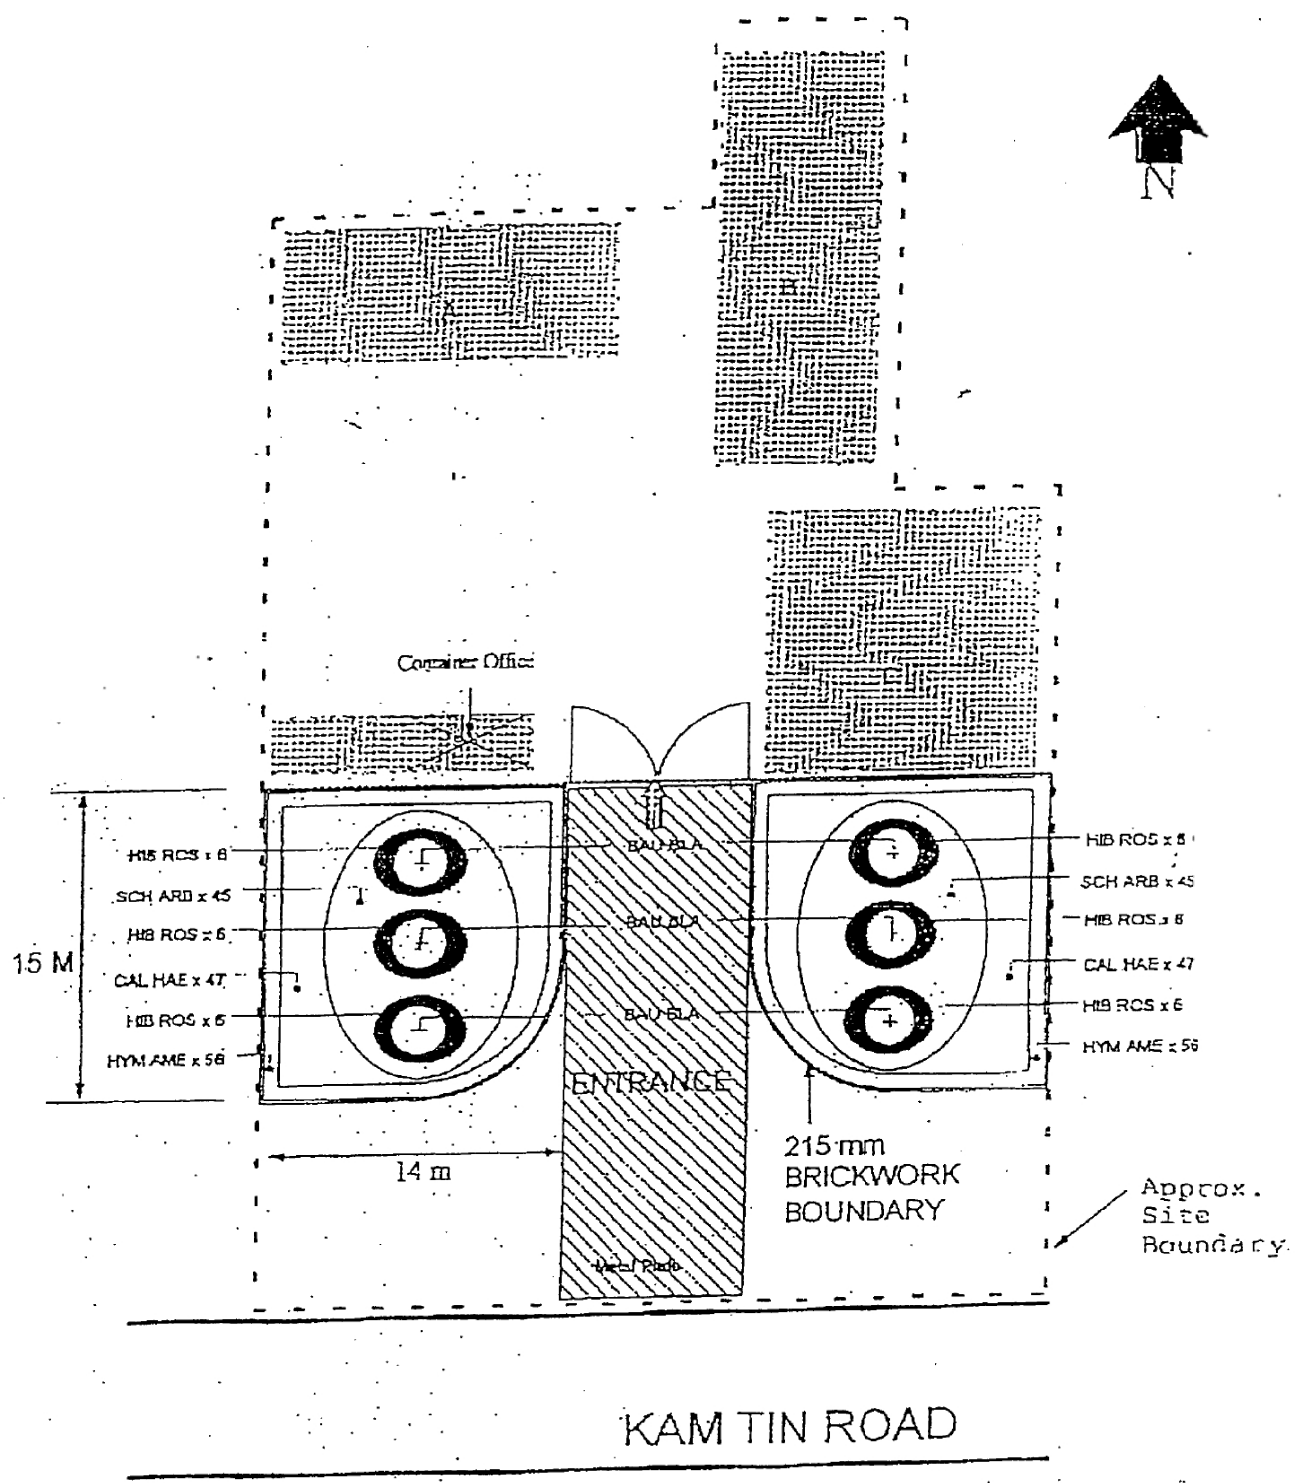 N
Container Office
HIB ROS x 6
BAU BLA
HIB ROS x 6
SCH ARB x 45
SCH ARB x 45
HIB ROS x 6
BAU BLA
HIB ROS x 6
15 M
CAL HAE x 47
CAL HAE x 47
HIB ROS x 6
BAU BLA
HIB ROS x 6
HYM AME x 56
HYM AME x 56
ENTRANCE
215 mm
BRICKWORK
BOUNDARY
14 m
Approx.
Site
Boundary
KAM TIN ROAD